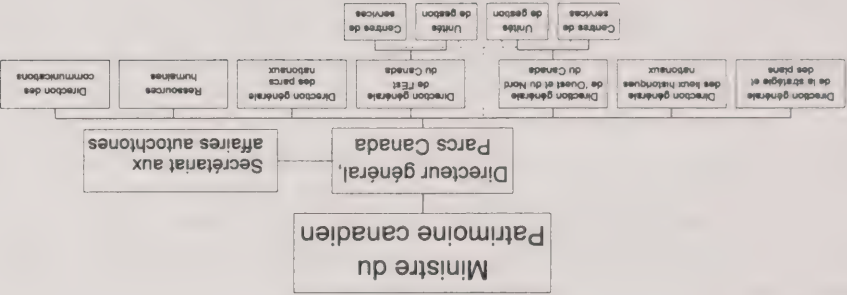 Ministre du
Patrimoine canadien
Directeur général,
Parcs Canada
Secrétariat aux
affaires autochtones
Direction générale
de la stratégie et
des plans
Direction générale
des lieux historiques
nationaux
Direction générale
de l'Ouest et du Nord
du Canada
Direction générale
de l'Est
du Canada
Direction générale
des parcs
nationaux
Ressources
humaines
Direction des
communications
Centres de
services
Unités
de gestion
Unités
de gestion
Centres de
services